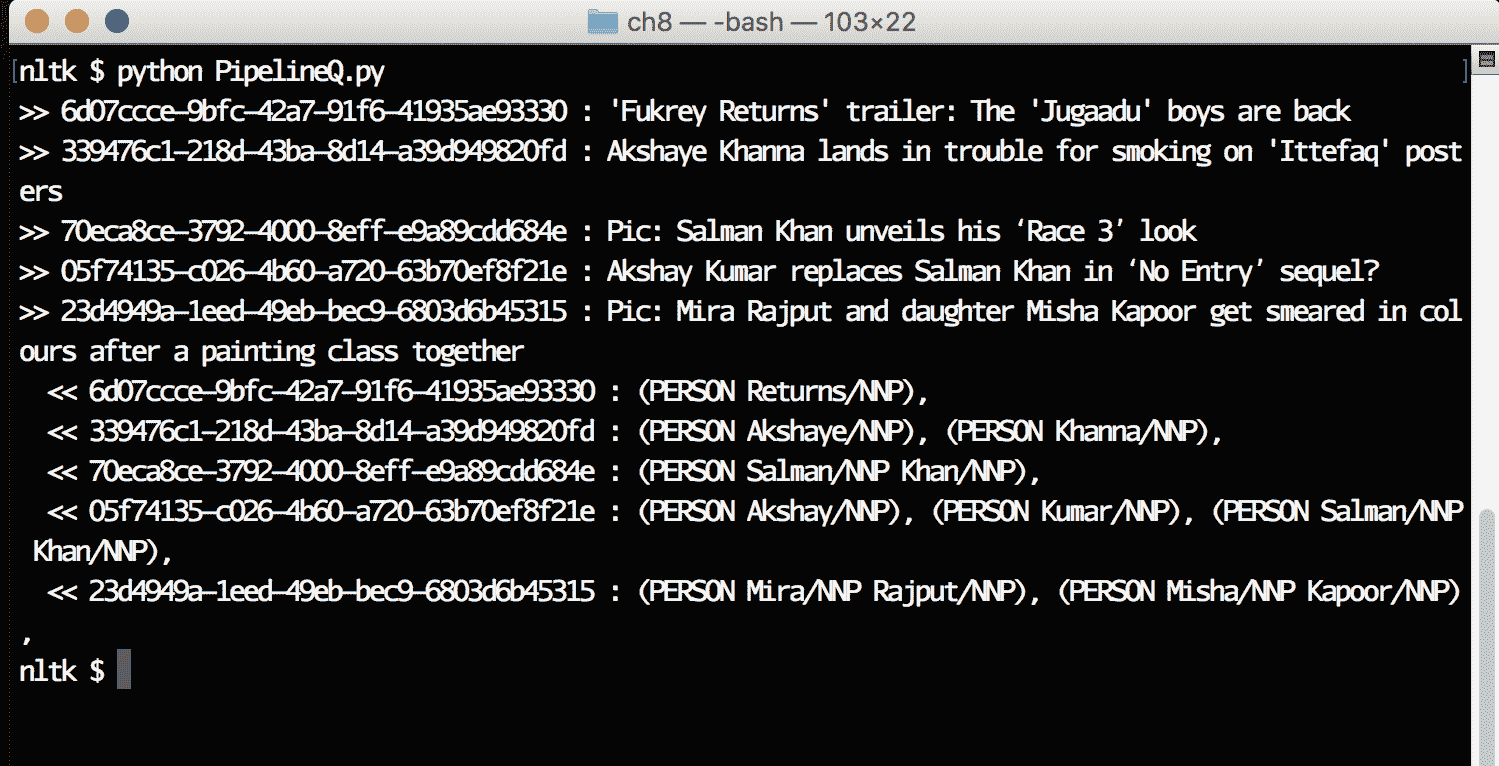 ch8 — -bash — 103×22
[nltk $ python PipelineQ.py ]
>> 6d07ccce-9bfc-42a7-91f6-41935ae93330 : 'Fukrey Returns' trailer: The 'Jugaadu' boys are back
>> 339476c1-218d-43ba-8d14-a39d949820fd : Akshaye Khanna lands in trouble for smoking on 'Ittefaq' post
ers
>> 70eca8ce-3792-4000-8eff-e9a89cdd684e : Pic: Salman Khan unveils his ‘Race 3’ look
>> 05f74135-c026-4b60-a720-63b70ef8f21e : Akshay Kumar replaces Salman Khan in ‘No Entry’ sequel?
>> 23d4949a-1eed-49eb-bec9-6803d6b45315 : Pic: Mira Rajput and daughter Misha Kapoor get smeared in col
ours after a painting class together
  << 6d07ccce-9bfc-42a7-91f6-41935ae93330 : (PERSON Returns/NNP),
  << 339476c1-218d-43ba-8d14-a39d949820fd : (PERSON Akshaye/NNP), (PERSON Khanna/NNP),
  << 70eca8ce-3792-4000-8eff-e9a89cdd684e : (PERSON Salman/NNP Khan/NNP),
  << 05f74135-c026-4b60-a720-63b70ef8f21e : (PERSON Akshay/NNP), (PERSON Kumar/NNP), (PERSON Salman/NNP
 Khan/NNP),
  << 23d4949a-1eed-49eb-bec9-6803d6b45315 : (PERSON Mira/NNP Rajput/NNP), (PERSON Misha/NNP Kapoor/NNP)
,
nltk $